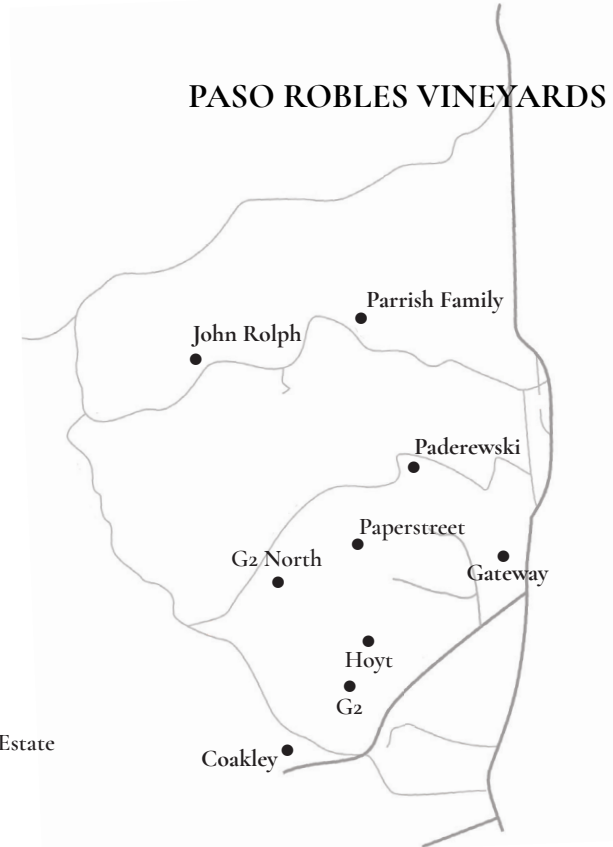 PASO ROBLES VINEYARDS
Parrish Family
John Rolph
Paderewski
Paperstreet
G2 North
Gateway
Hoyt
G2
Estate
Coakley